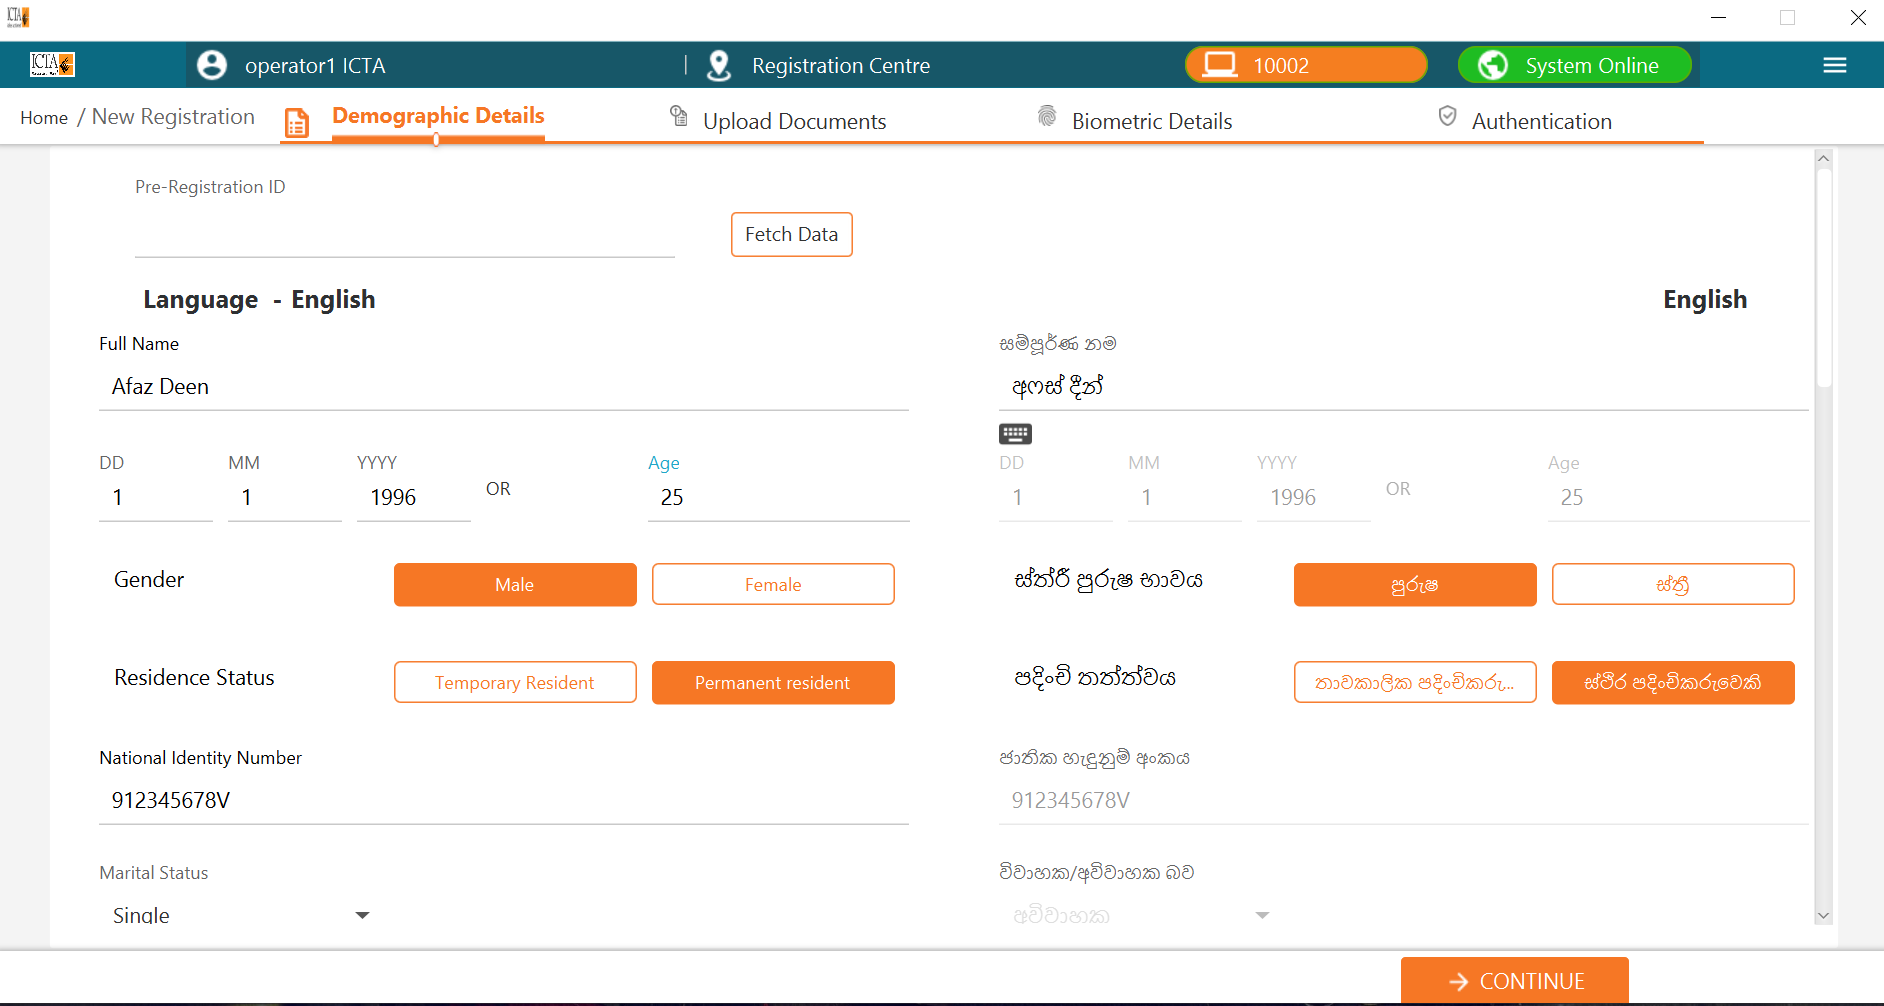 ICTA
ICTA operator1 ICTA | Registration Centre 10002 System Online
Home / New Registration Demographic Details Upload Documents Biometric Details Authentication
Pre-Registration ID
Fetch Data
Language - English English
Full Name සම්පූර්ණ නම
Afaz Deen අෆස් දීන්
DD MM YYYY OR Age DD MM YYYY OR Age
1 1 1996 25 1 1 1996 25
Gender Male Female ස්ත්රී පුරුෂ භාවය පුරුෂ ස්ත්‍රී
Residence Status Temporary Resident Permanent resident පදිංචි තත්ත්වය තාවකාලික පදිංචිකරු... ස්ථිර පදිංචිකරුවෙකි
National Identity Number ජාතික හැඳුනුම් අංකය
912345678V 912345678V
Marital Status විවාහක/අවිවාහක බව
Single අවිවාහක
CONTINUE